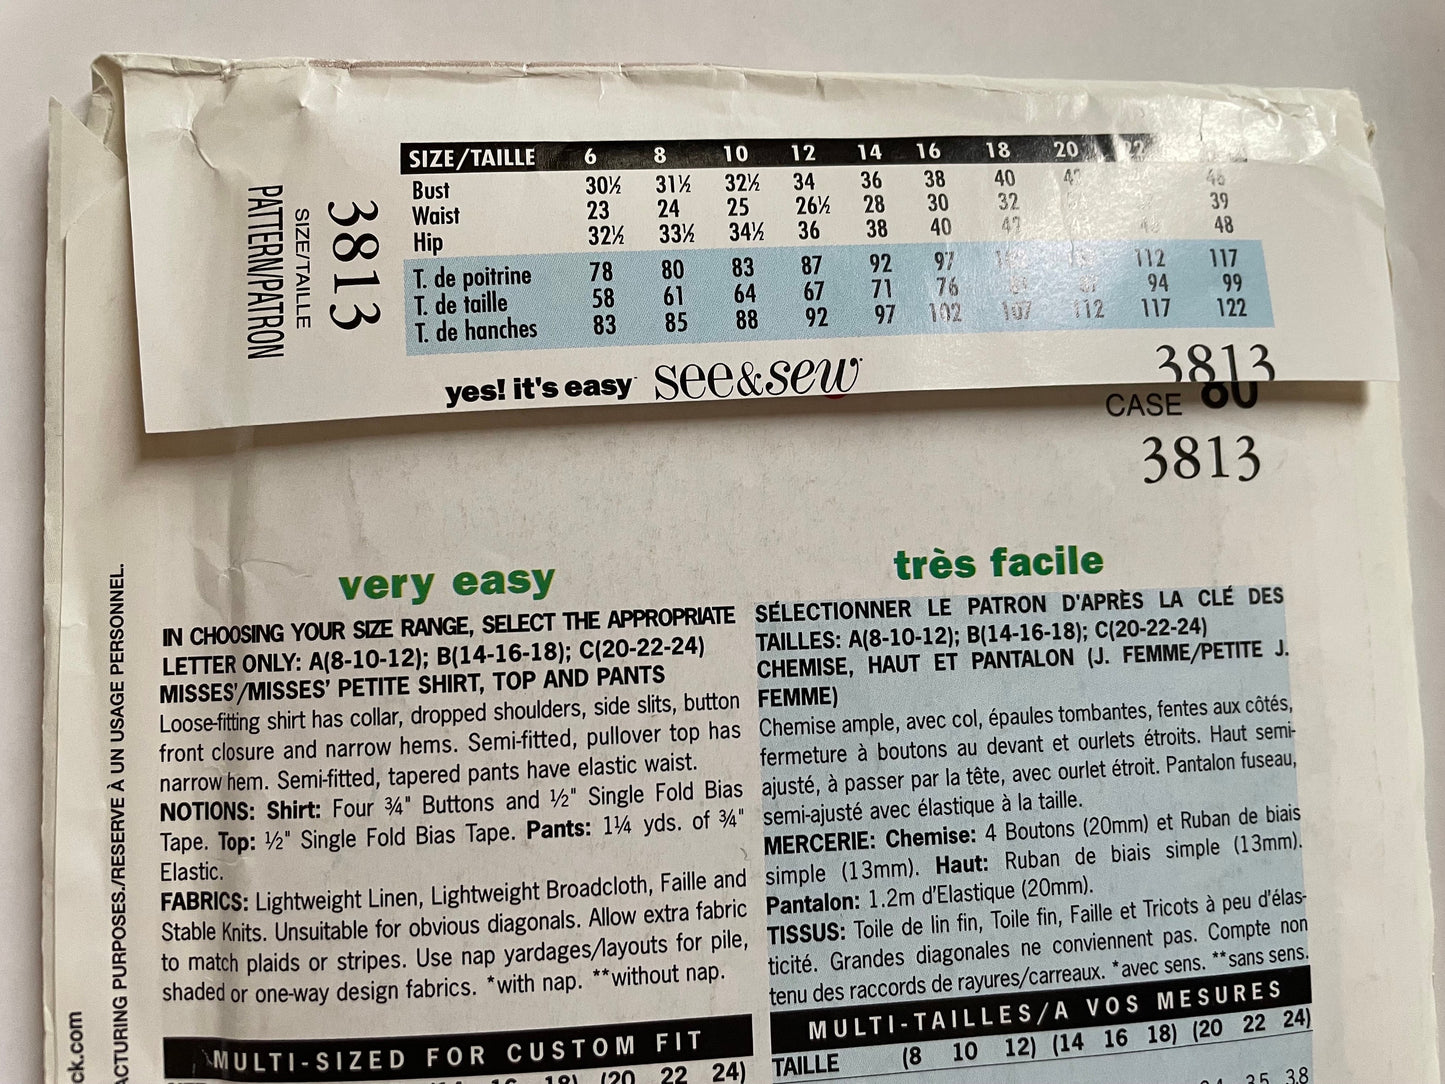 SIZE/TAILLE 6 8 10 12 14 16 18 20 22
Bust 30½ 31½ 32½ 34 36 38 40 46
Waist 23 24 25 26½ 28 30 32 39
Hip 32½ 33½ 34½ 36 38 40 48
T. de poitrine 78 80 83 87 92 97 112 117
T. de taille 58 61 64 67 71 76 94 99
T. de hanches 83 85 88 92 97 102 107 112 117 122
PATTERN/PATRON
SIZE/TAILLE
3813
yes! it's easy see&sew
3813
CASE 80
3813
very easy
IN CHOOSING YOUR SIZE RANGE, SELECT THE APPROPRIATE
LETTER ONLY: A(8-10-12); B(14-16-18); C(20-22-24)
MISSES'/MISSES' PETITE SHIRT, TOP AND PANTS
Loose-fitting shirt has collar, dropped shoulders, side slits, button
front closure and narrow hems. Semi-fitted, pullover top has
narrow hem. Semi-fitted, tapered pants have elastic waist.
NOTIONS: Shirt: Four ¾" Buttons and ½" Single Fold Bias
Tape. Top: ½" Single Fold Bias Tape. Pants: 1¼ yds. of ¾"
Elastic.
FABRICS: Lightweight Linen, Lightweight Broadcloth, Faille and
Stable Knits. Unsuitable for obvious diagonals. Allow extra fabric
to match plaids or stripes. Use nap yardages/layouts for pile,
shaded or one-way design fabrics. *with nap. **without nap.
MULTI-SIZED FOR CUSTOM FIT
16 18) (20 22 24)
très facile
SÉLECTIONNER LE PATRON D'APRÈS LA CLÉ DES
TAILLES: A(8-10-12); B(14-16-18); C(20-22-24)
CHEMISE, HAUT ET PANTALON (J. FEMME/PETITE J.
FEMME)
Chemise ample, avec col, épaules tombantes, fentes aux côtés,
fermeture à boutons au devant et ourlets étroits. Haut semi-
ajusté, à passer par la tête, avec ourlet étroit. Pantalon fuseau,
semi-ajusté avec élastique à la taille.
MERCERIE: Chemise: 4 Boutons (20mm) et Ruban de biais
simple (13mm). Haut: Ruban de biais simple (13mm).
Pantalon: 1.2m d'Elastique (20mm).
TISSUS: Toile de lin fin, Toile fin, Faille et Tricots à peu d'élas-
ticité. Grandes diagonales ne conviennent pas. Compte non
tenu des raccords de rayures/carreaux. *avec sens. **sans sens.
MULTI-TAILLES/A VOS MESURES
TAILLE (8 10 12) (14 16 18) (20 22 24)
3.5 3.8
ck.com
ACTURING PURPOSES./RESERVE À UN USAGE PERSONNEL.